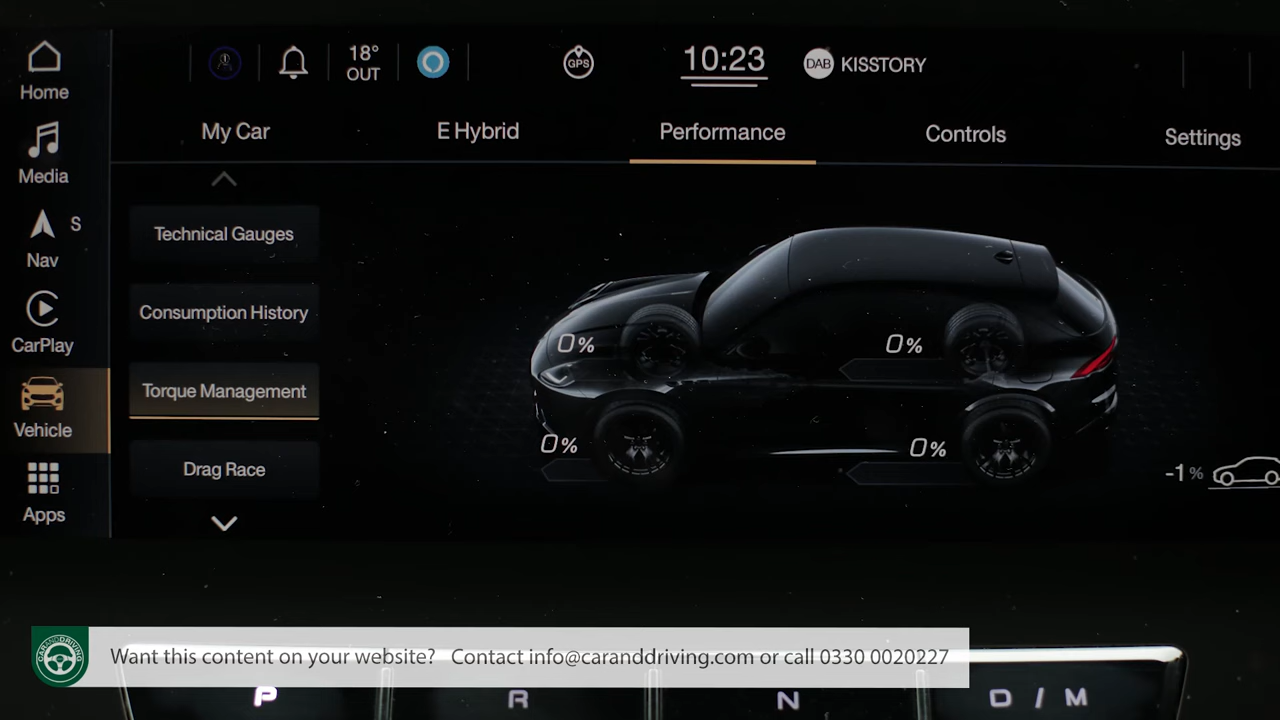 Home
Media
Nav
S
CarPlay
Vehicle
Apps
18°
OUT
GPS
10:23
DAB KISSTORY
My Car
E Hybrid
Performance
Controls
Settings
Technical Gauges
Consumption History
Torque Management
Drag Race
0%
0%
0%
0%
-1%
CARANDDRIVING
Want this content on your website? Contact info@caranddriving.com or call 0330 0020227
P
R
N
D / M